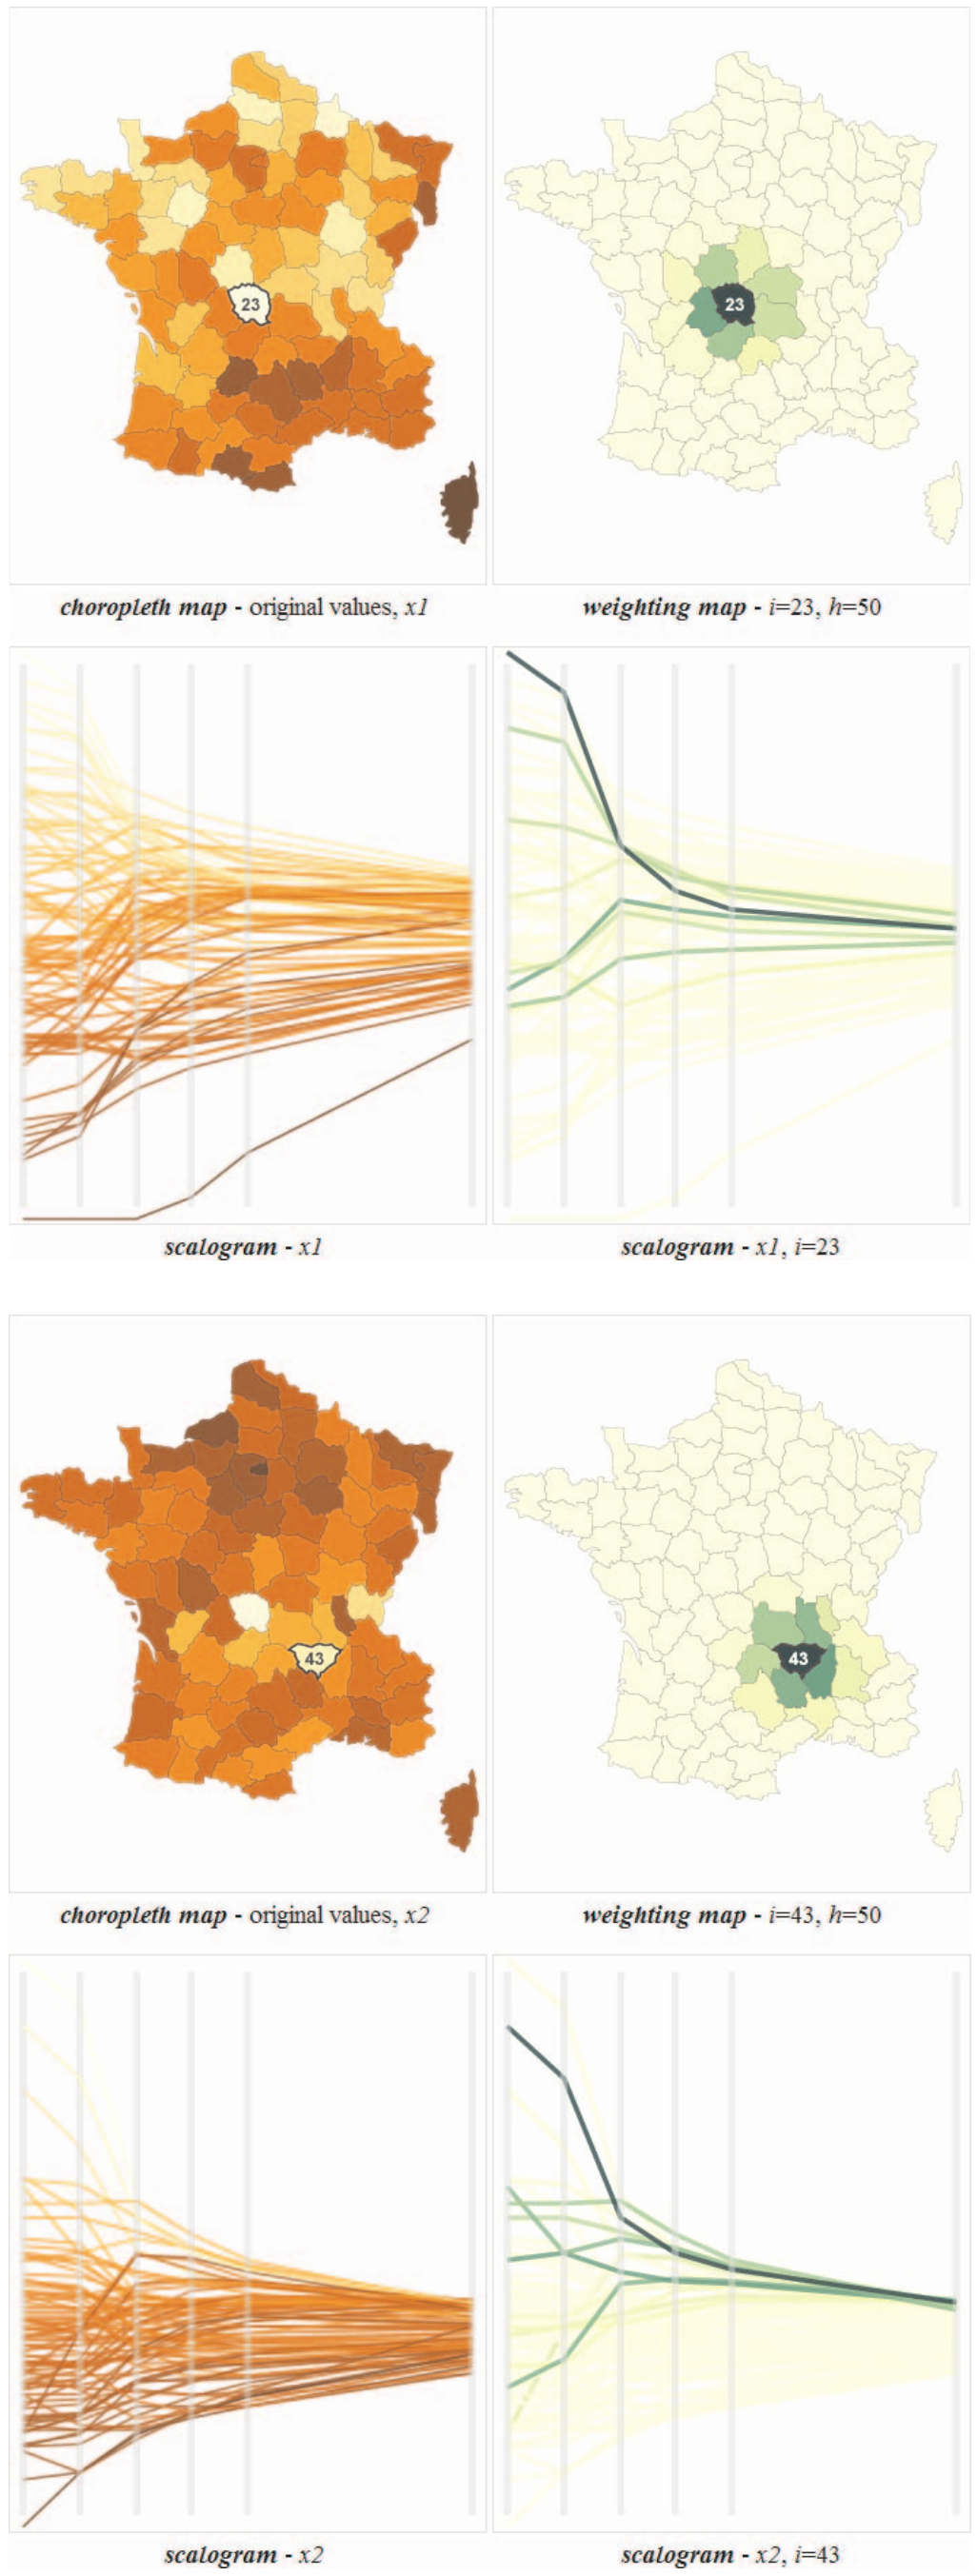 23
23
choropleth map - original values, x1
weighting map - i=23, h=50
scalogram - x1
scalogram - x1, i=23
43
43
choropleth map - original values, x2
weighting map - i=43, h=50
scalogram - x2
scalogram - x2, i=43